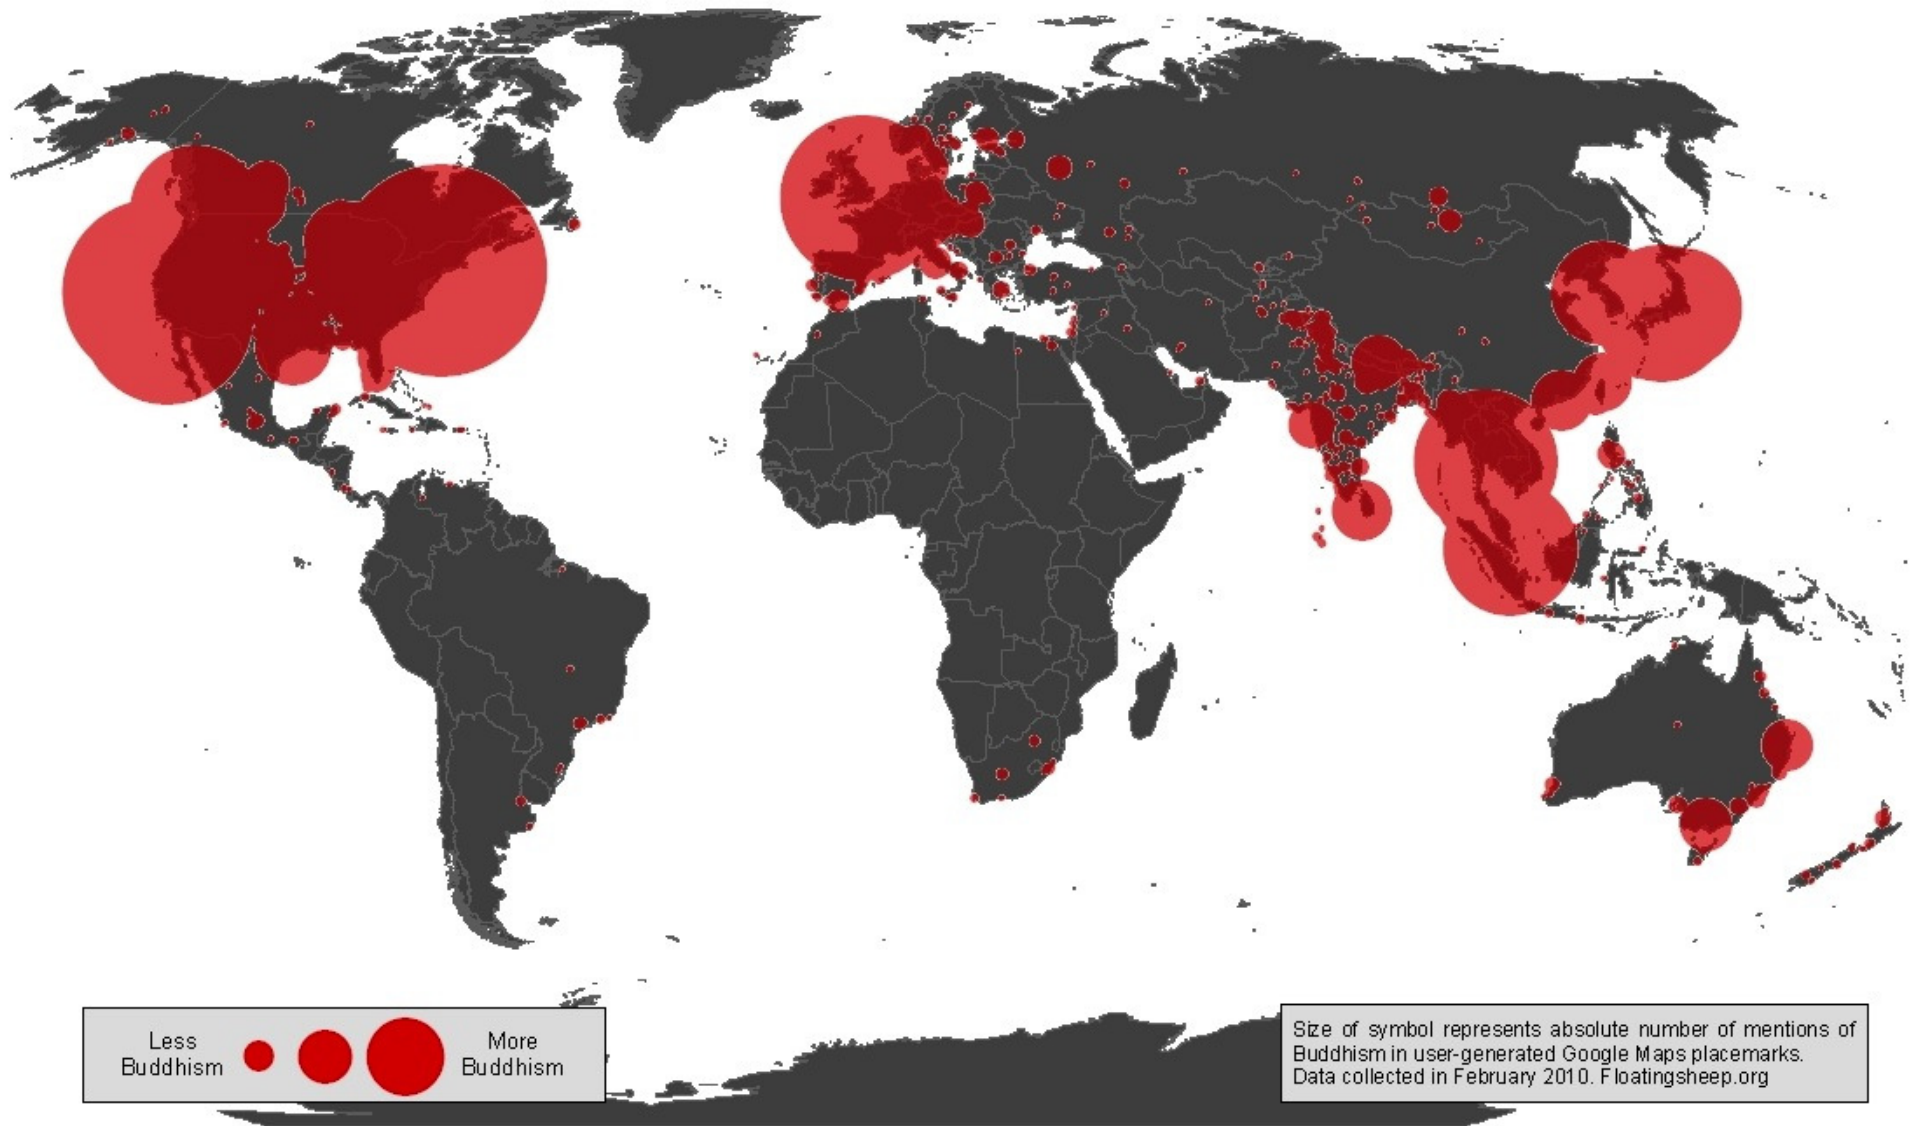 Less
Buddhism
More
Buddhism
Size of symbol represents absolute number of mentions of
Buddhism in user-generated Google Maps placemarks.
Data collected in February 2010. Floatingsheep.org